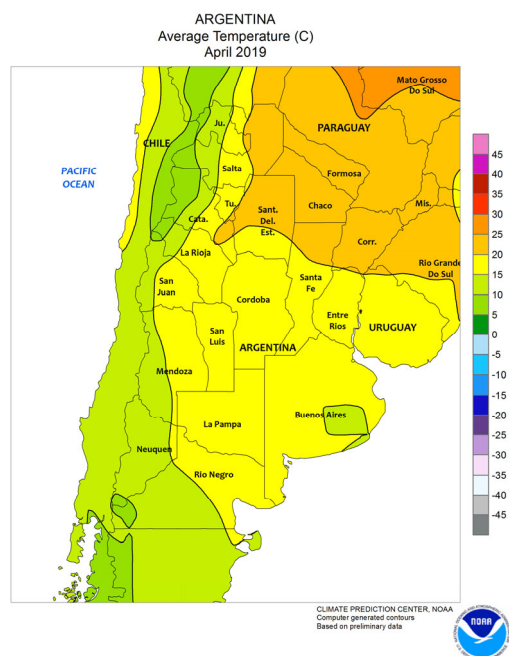 ARGENTINA
Average Temperature (C)
April 2019
Mato Grosso
Do Sul
CHILE
Ju.
PARAGUAY
PACIFIC
OCEAN
Salta
Formosa
Tu.
Sant.
Del.
Est.
Chaco
Mis.
Cata.
La Rioja
Corr.
Rio Grande
Do Sul
San
Juan
Santa
Fe
Cordoba
Entre
Rios
URUGUAY
San
Luis
ARGENTINA
Mendoza
La Pampa
Buenos Aires
Neuquen
Rio Negro
45
40
35
30
25
20
15
10
5
0
-5
-10
-15
-20
-25
-30
-35
-40
-45
CLIMATE PREDICTION CENTER, NOAA
Computer generated contours
Based on preliminary data
NOAA